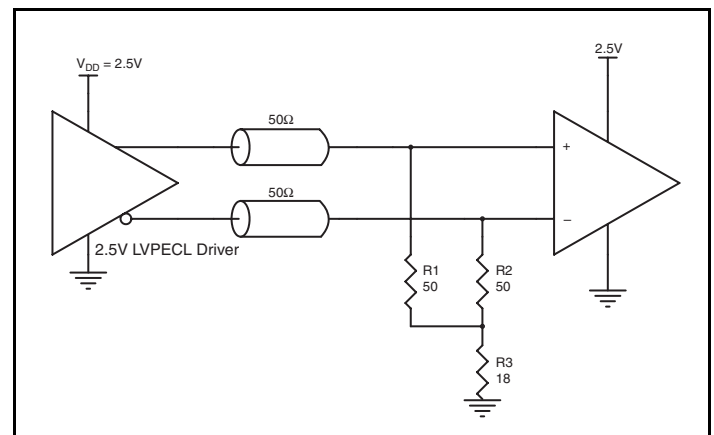 2.5V
V_DD = 2.5V
50Ω
+
50Ω
−
2.5V LVPECL Driver
R1
50
R2
50
R3
18